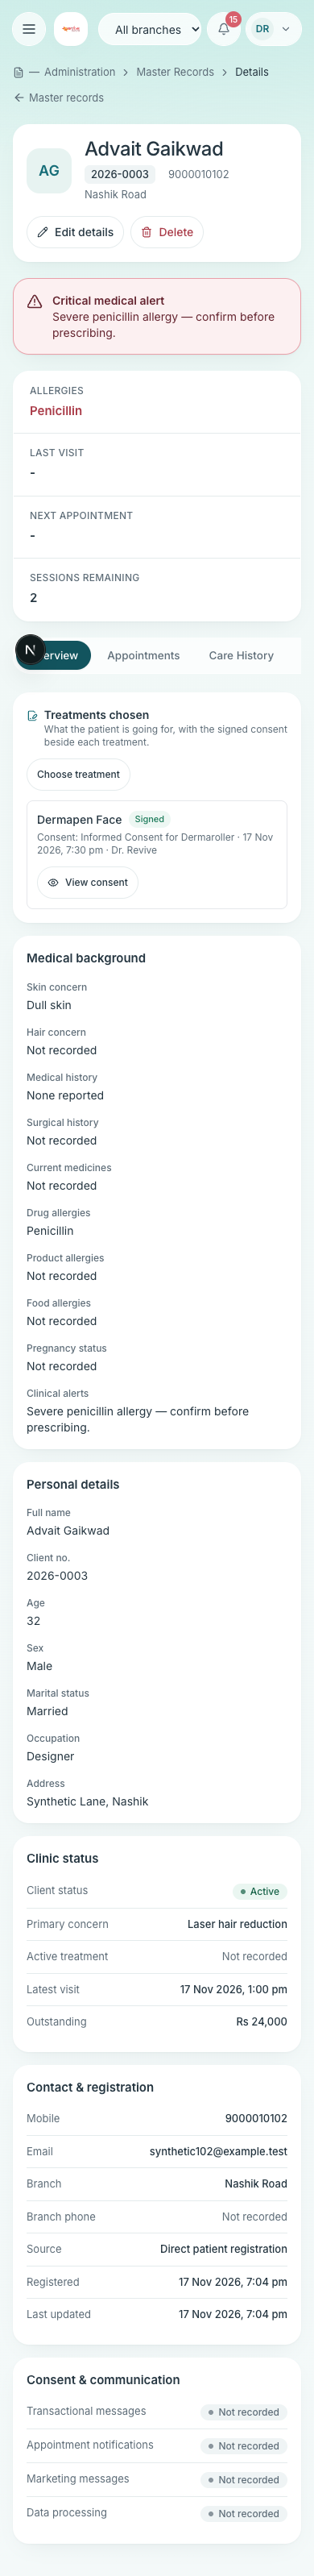 All branches
15
DR
— Administration > Master Records > Details
← Master records
AG
Advait Gaikwad
2026-0003 9000010102
Nashik Road
Edit details
Delete
Critical medical alert
Severe penicillin allergy — confirm before
prescribing.
ALLERGIES
Penicillin
LAST VISIT
-
NEXT APPOINTMENT
-
SESSIONS REMAINING
2
Appointments
Care History
Treatments chosen
What the patient is going for, with the signed consent
beside each treatment.
Choose treatment
Dermapen Face Signed
Consent: Informed Consent for Dermaroller · 17 Nov
2026, 7:30 pm · Dr. Revive
View consent
Medical background
Skin concern
Dull skin
Hair concern
Not recorded
Medical history
None reported
Surgical history
Not recorded
Current medicines
Not recorded
Drug allergies
Penicillin
Product allergies
Not recorded
Food allergies
Not recorded
Pregnancy status
Not recorded
Clinical alerts
Severe penicillin allergy — confirm before
prescribing.
Personal details
Full name
Advait Gaikwad
Client no.
2026-0003
Age
32
Sex
Male
Marital status
Married
Occupation
Designer
Address
Synthetic Lane, Nashik
Clinic status
Client status Active
Primary concern Laser hair reduction
Active treatment Not recorded
Latest visit 17 Nov 2026, 1:00 pm
Outstanding Rs 24,000
Contact & registration
Mobile 9000010102
Email synthetic102@example.test
Branch Nashik Road
Branch phone Not recorded
Source Direct patient registration
Registered 17 Nov 2026, 7:04 pm
Last updated 17 Nov 2026, 7:04 pm
Consent & communication
Transactional messages Not recorded
Appointment notifications Not recorded
Marketing messages Not recorded
Data processing Not recorded